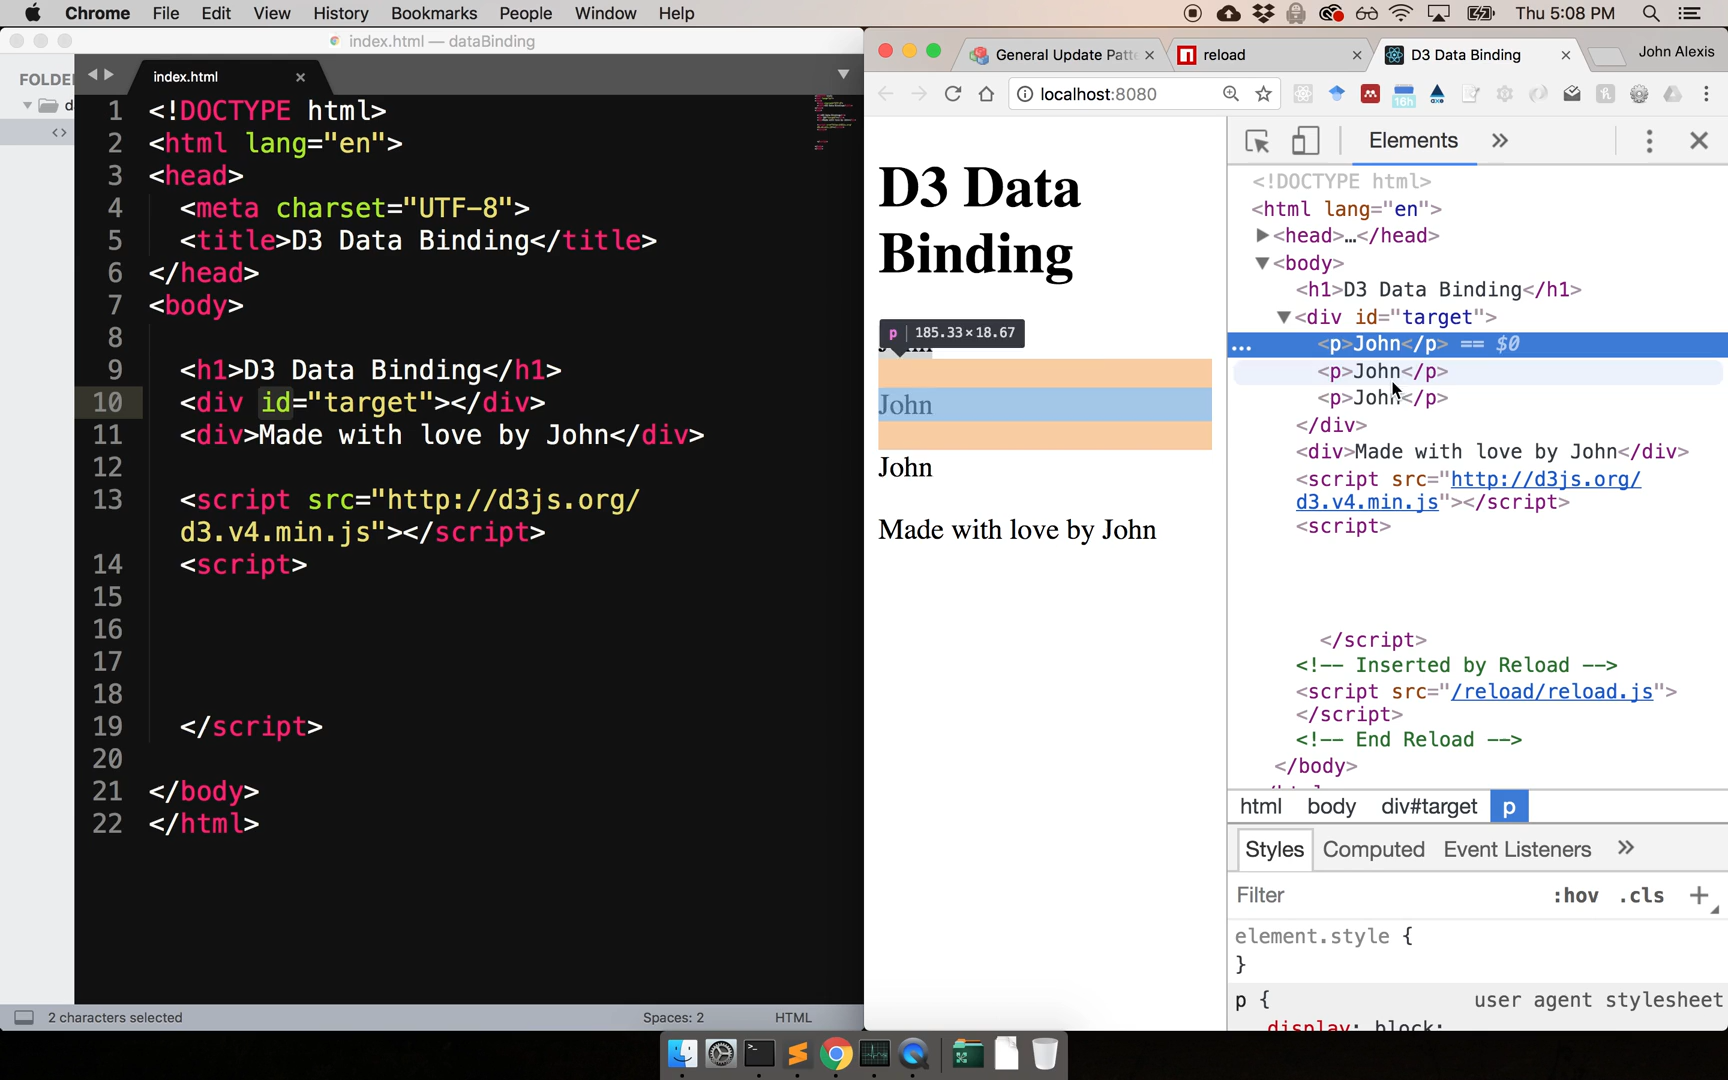 Chrome File Edit View History Bookmarks People Window Help Thu 5:08 PM
index.html — dataBinding
FOLDE
index.html
1 <!DOCTYPE html>
2 <html lang="en">
3 <head>
4 <meta charset="UTF-8">
5 <title>D3 Data Binding</title>
6 </head>
7 <body>
8
9 <h1>D3 Data Binding</h1>
10 <div id="target"></div>
11 <div>Made with love by John</div>
12
13 <script src="http://d3js.org/
d3.v4.min.js"></script>
14 <script>
15
16
17
18
19 </script>
20
21 </body>
22 </html>
2 characters selected Spaces: 2 HTML
General Update Patte reload D3 Data Binding John Alexis
localhost:8080
16h
D3 Data
Binding
p 185.33 × 18.67
John
John
Made with love by John
Elements
<!DOCTYPE html>
<html lang="en">
<head>…</head>
<body>
<h1>D3 Data Binding</h1>
<div id="target">
... <p>John</p> == $0
<p>John</p>
<p>John</p>
</div>
<div>Made with love by John</div>
<script src="http://d3js.org/
d3.v4.min.js"></script>
<script>
</script>
<!-- Inserted by Reload -->
<script src="/reload/reload.js">
</script>
<!-- End Reload -->
</body>
html body div#target p
Styles Computed Event Listeners
Filter :hov .cls +
element.style {
}
p { user agent stylesheet
display: block;